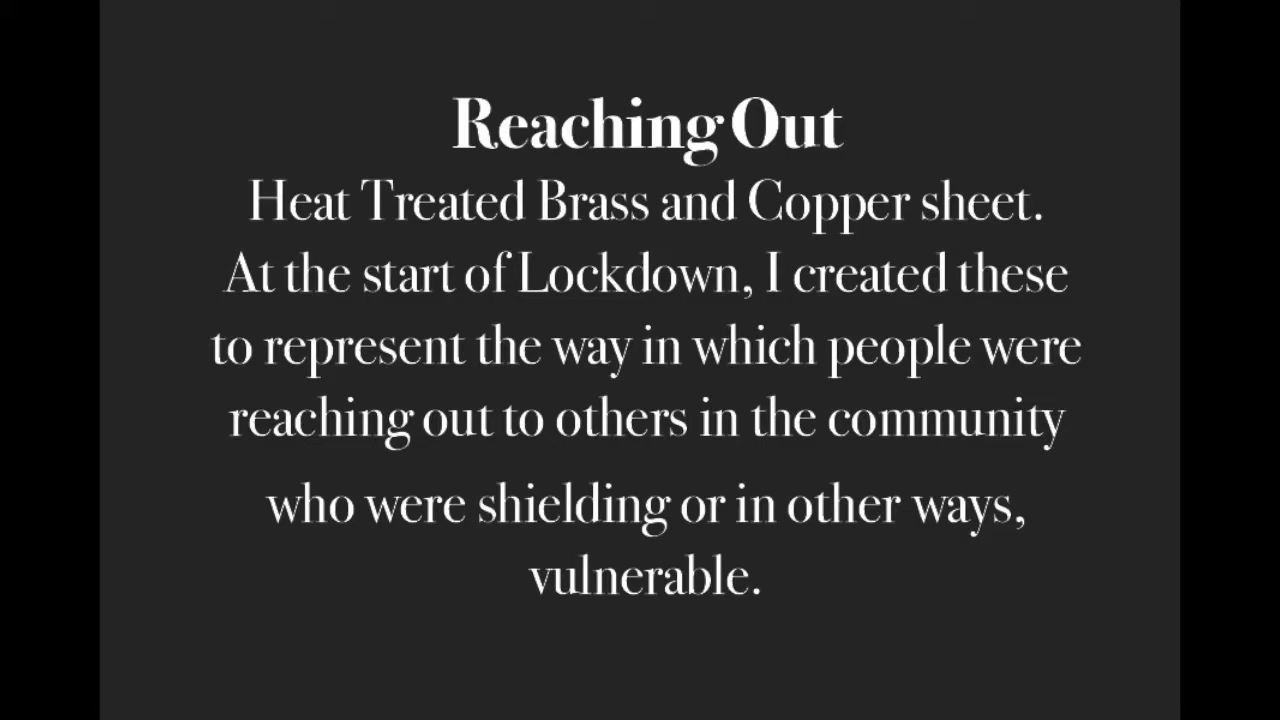 Reaching Out
Heat Treated Brass and Copper sheet.
At the start of Lockdown, I created these
to represent the way in which people were
reaching out to others in the community
who were shielding or in other ways,
vulnerable.